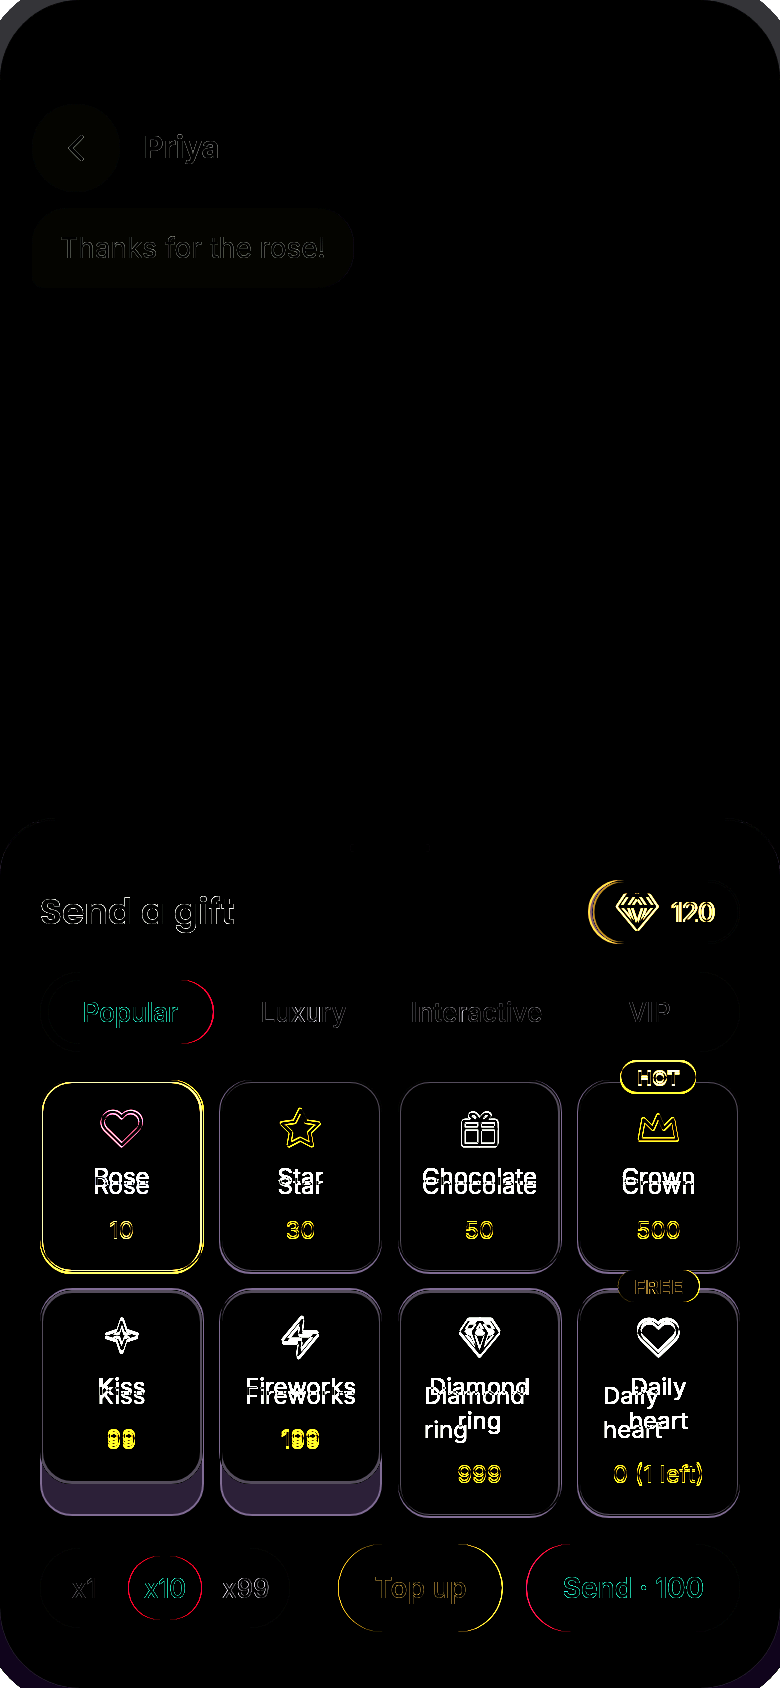 Priya
Thanks for the rose!
Send a gift
120
Popular
Luxury
Interactive
VIP
HOT
Rose
Star
Chocolate
Crown
10
30
50
500
FREE
Kiss
Fireworks
Diamond
ring
Daily
heart
999
0 (1 left)
x1
x10
x99
Top up
Send · 100